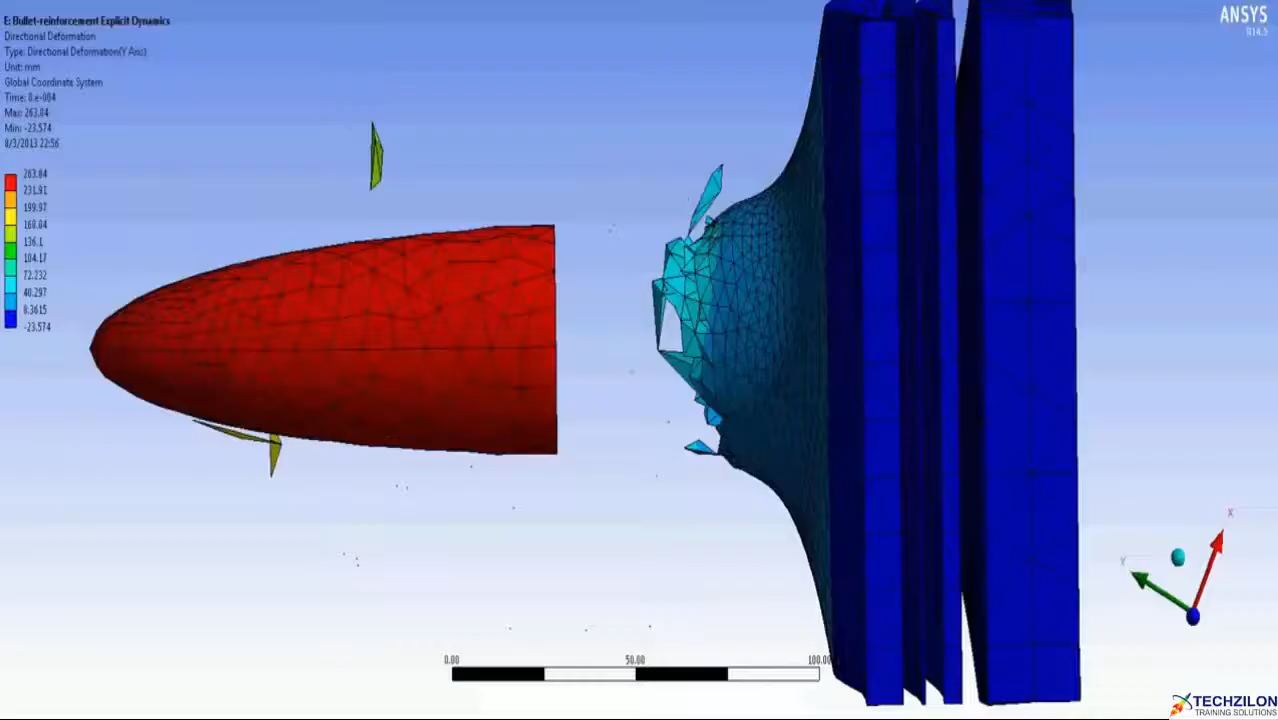 E: Bullet-reinforcement Explicit Dynamics
Directional Deformation
Type: Directional Deformation(Y Axis)
Unit: mm
Global Coordinate System
Time: 8.e-004
Max: 263.84
Min: -23.574
8/3/2013 22:56
263.84
231.91
199.97
168.04
136.1
104.17
72.232
40.297
8.3615
-23.574
ANSYS
R14.5
X
Y
0.00
50.00
100.00
TECHZILON
TRAINING SOLUTIONS